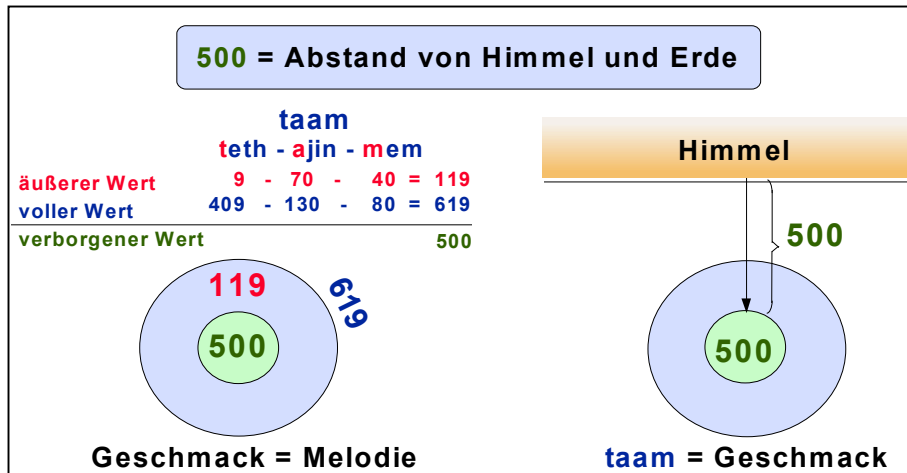 500 = Abstand von Himmel und Erde
taam
teth - ajin - mem
äußerer Wert 9 - 70 - 40 = 119
voller Wert 409 - 130 - 80 = 619
verborgener Wert 500
119
619
500
Geschmack = Melodie
Himmel
500
500
taam = Geschmack